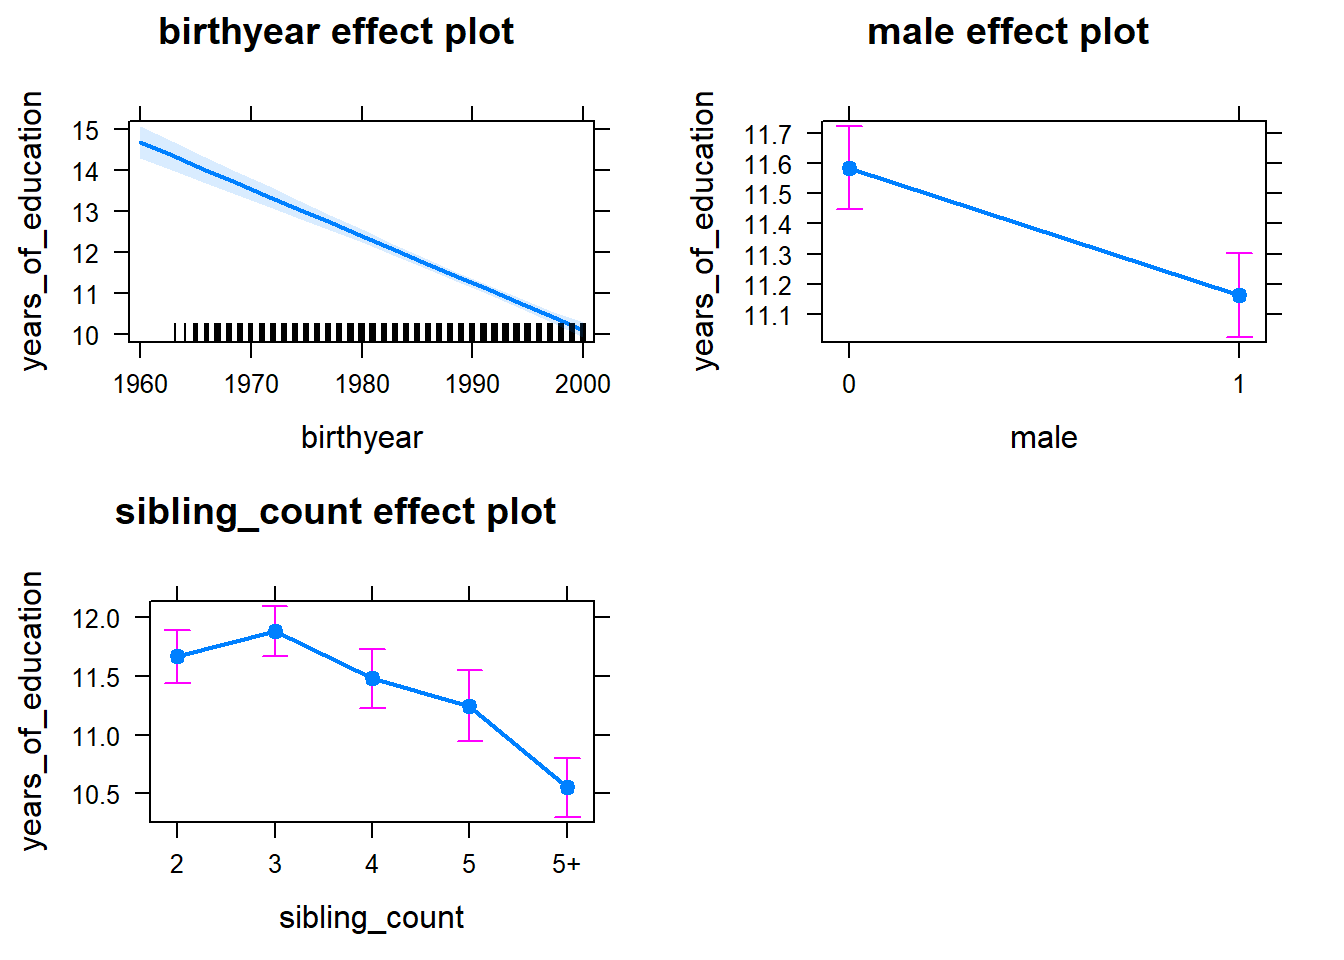 birthyear effect plot
years_of_education
15
14
13
12
11
10
1960 1970 1980 1990 2000
birthyear
male effect plot
years_of_education
11.7
11.6
11.5
11.4
11.3
11.2
11.1
0 1
male
sibling_count effect plot
years_of_education
12.0
11.5
11.0
10.5
2 3 4 5 5+
sibling_count